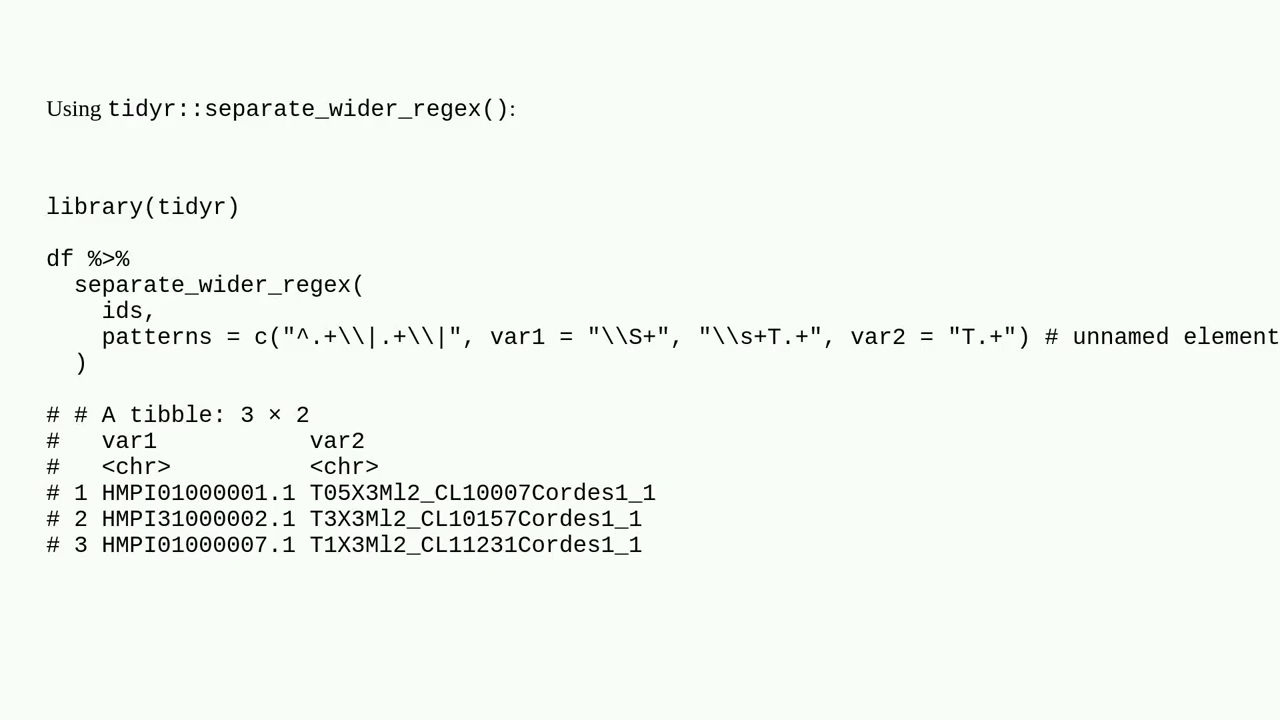 Using tidyr::separate_wider_regex():
library(tidyr)
df %>%
  separate_wider_regex(
    ids,
    patterns = c("^.+\\|.+\\|", var1 = "\\S+", "\\s+T.+", var2 = "T.+") # unnamed element
  )
# # A tibble: 3 × 2
#   var1           var2
#   <chr>          <chr>
# 1 HMPI01000001.1 T05X3Ml2_CL10007Cordes1_1
# 2 HMPI31000002.1 T3X3Ml2_CL10157Cordes1_1
# 3 HMPI01000007.1 T1X3Ml2_CL11231Cordes1_1